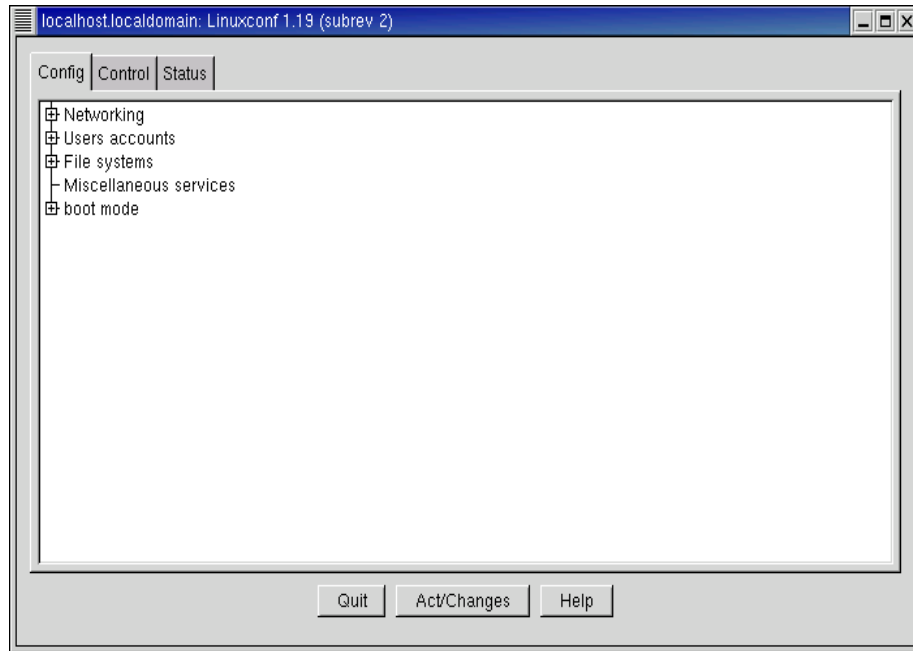 localhost.localdomain: Linuxconf 1.19 (subrev 2)
Config Control Status
Networking
Users accounts
File systems
Miscellaneous services
boot mode
Quit Act/Changes Help